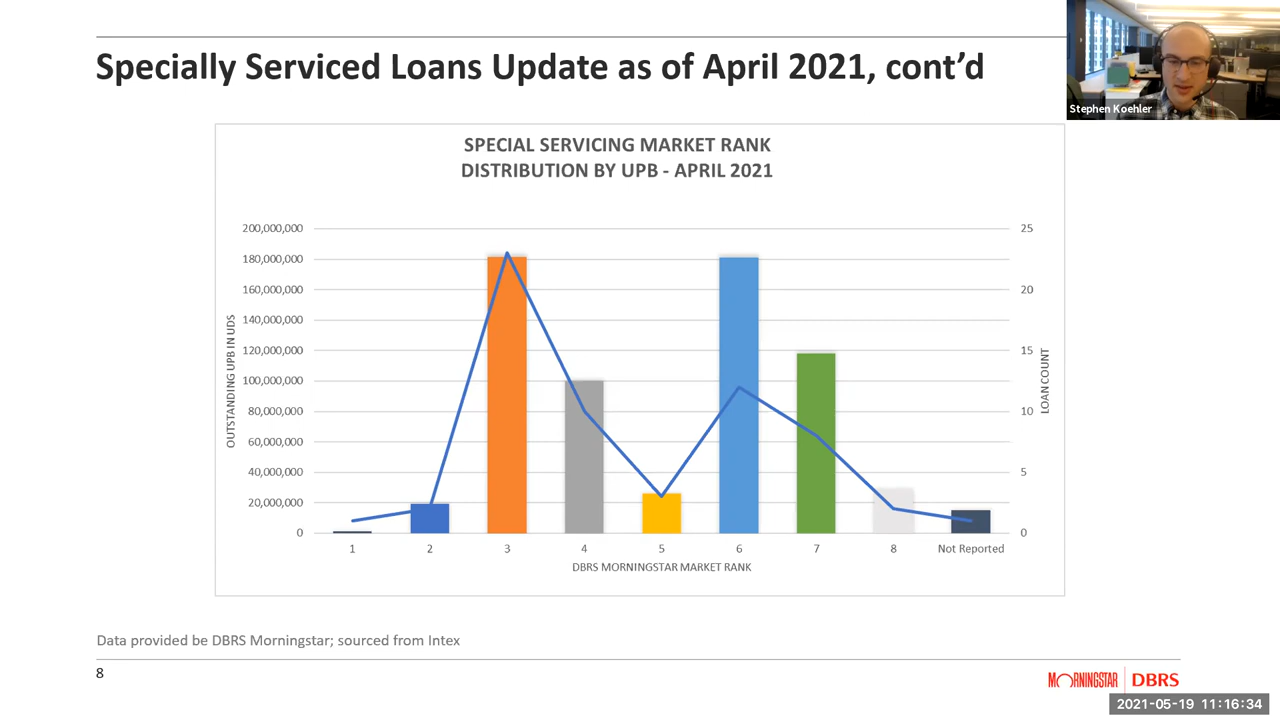 Specially Serviced Loans Update as of April 2021, cont’d
Stephen Koehler
SPECIAL SERVICING MARKET RANK
DISTRIBUTION BY UPB - APRIL 2021
OUTSTANDING UPB IN UDS
200,000,000
180,000,000
160,000,000
140,000,000
120,000,000
100,000,000
80,000,000
60,000,000
40,000,000
20,000,000
0
25
20
15
10
5
0
LOAN COUNT
1 2 3 4 5 6 7 8 Not Reported
DBRS MORNINGSTAR MARKET RANK
Data provided be DBRS Morningstar; sourced from Intex
8
MORNINGSTAR DBRS
2021-05-19 11:16:34